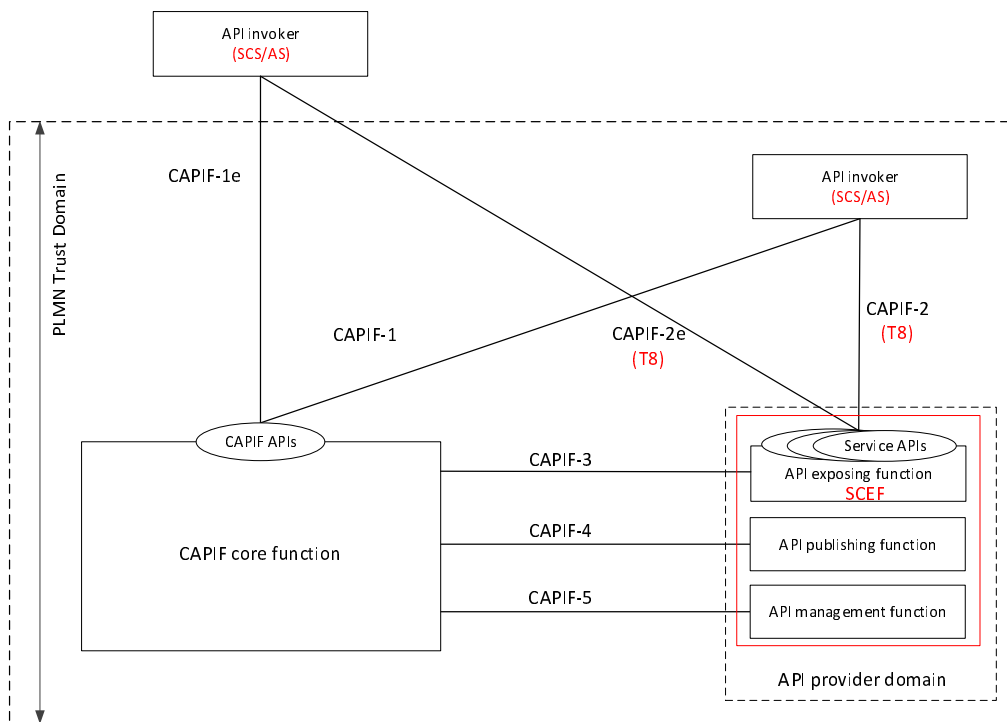 API invoker
(SCS/AS)
CAPIF-1e
API invoker
(SCS/AS)
PLMN Trust Domain
CAPIF-1
CAPIF-2e
(T8)
CAPIF-2
(T8)
CAPIF APIs
Service APIs
API exposing function
SCEF
CAPIF-3
CAPIF core function
CAPIF-4
API publishing function
CAPIF-5
API management function
API provider domain